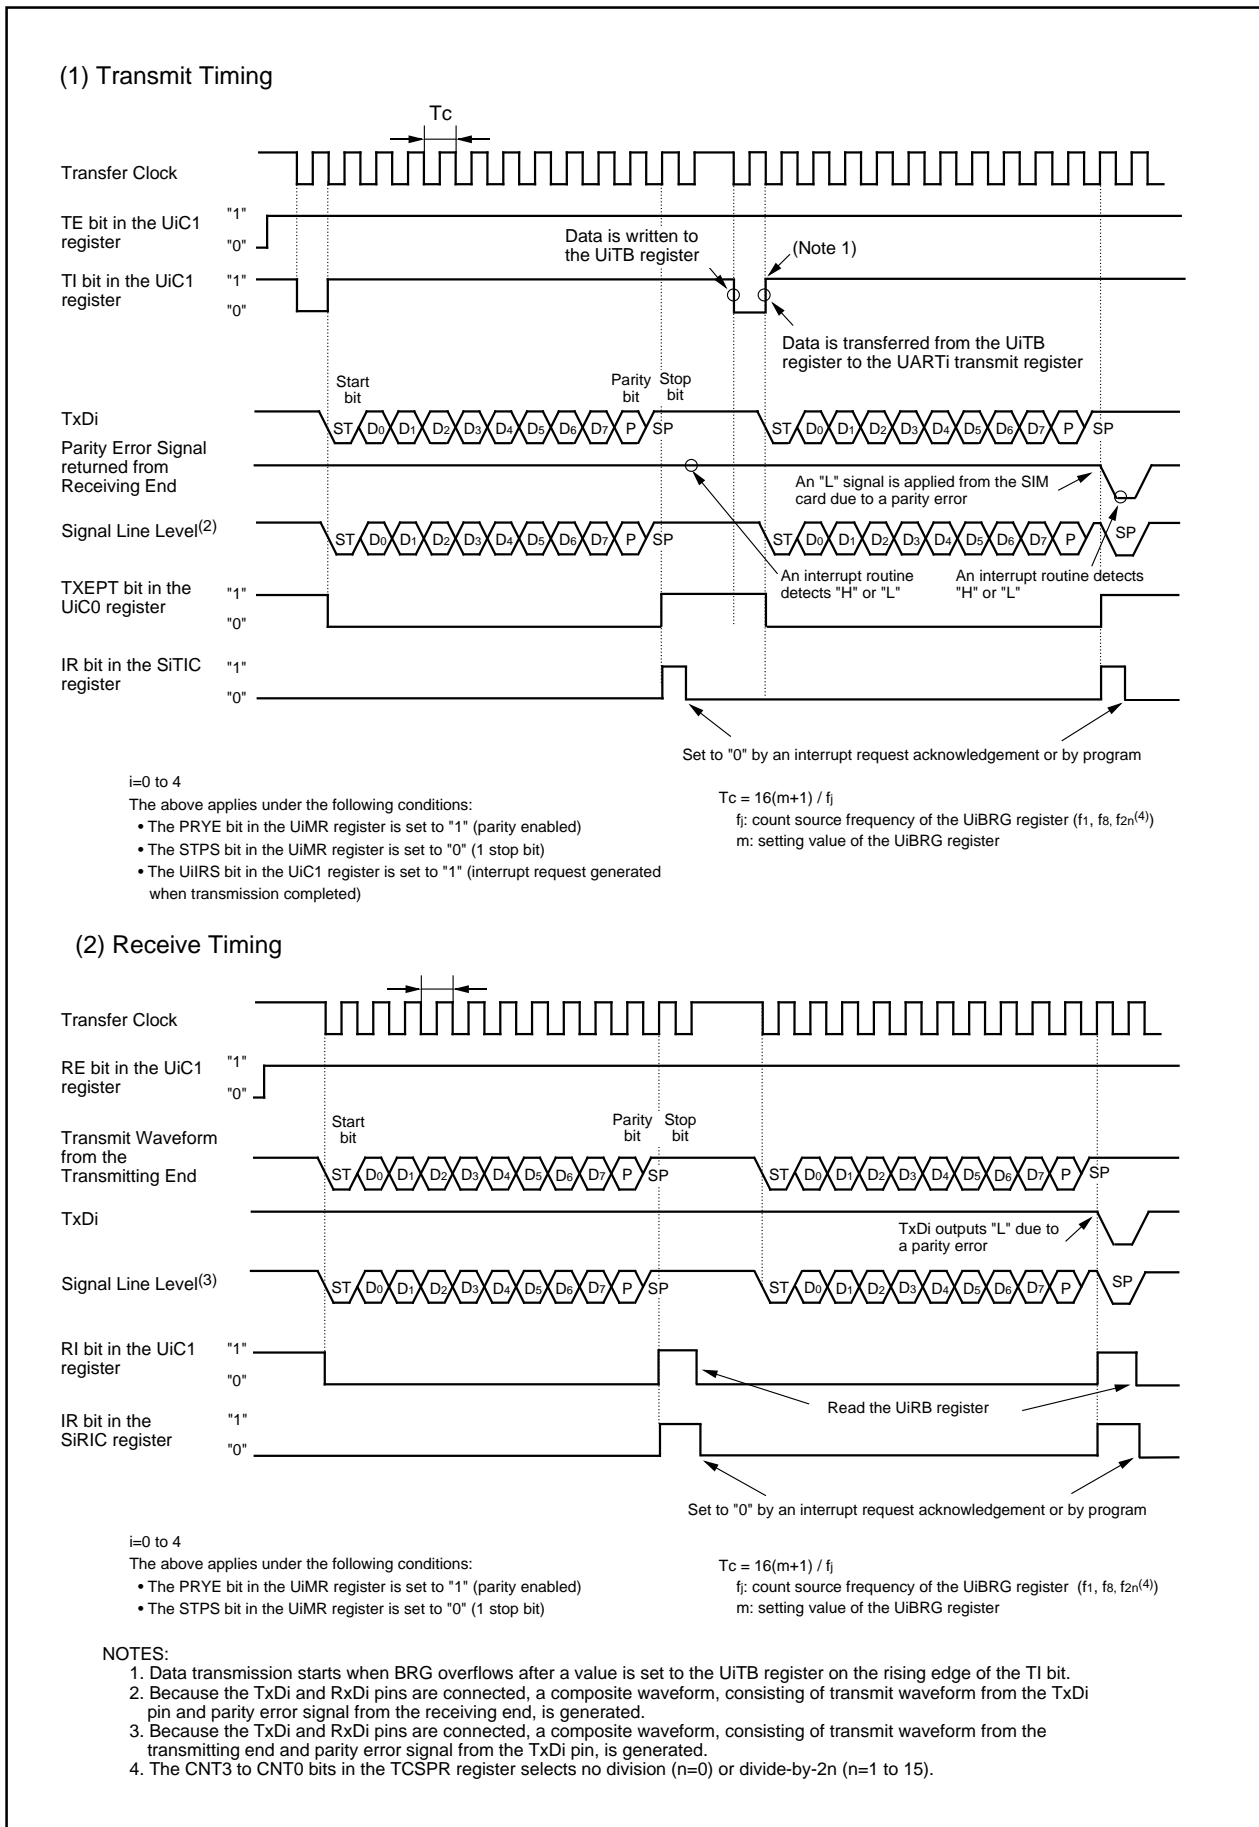 (1) Transmit Timing
Tc
Transfer Clock
TE bit in the UiC1
register
"1"
"0"
Data is written to
the UiTB register
(Note 1)
TI bit in the UiC1
register
"1"
"0"
Data is transferred from the UiTB
register to the UARTi transmit register
Start
bit
Parity
bit
Stop
bit
TxDi
ST D0 D1 D2 D3 D4 D5 D6 D7 P SP ST D0 D1 D2 D3 D4 D5 D6 D7 P SP
Parity Error Signal
returned from
Receiving End
An "L" signal is applied from the SIM
card due to a parity error
Signal Line Level(2)
ST D0 D1 D2 D3 D4 D5 D6 D7 P SP ST D0 D1 D2 D3 D4 D5 D6 D7 P SP
An interrupt routine
detects "H" or "L"
An interrupt routine detects
"H" or "L"
TXEPT bit in the
UiC0 register
"1"
"0"
IR bit in the SiTIC
register
"1"
"0"
Set to "0" by an interrupt request acknowledgement or by program
i=0 to 4
The above applies under the following conditions:
• The PRYE bit in the UiMR register is set to "1" (parity enabled)
• The STPS bit in the UiMR register is set to "0" (1 stop bit)
• The UiIRS bit in the UiC1 register is set to "1" (interrupt request generated
when transmission completed)
Tc = 16(m+1) / fj
fj: count source frequency of the UiBRG register (f1, f8, f2n(4))
m: setting value of the UiBRG register
(2) Receive Timing
Transfer Clock
RE bit in the UiC1
register
"1"
"0"
Start
bit
Parity
bit
Stop
bit
Transmit Waveform
from the
Transmitting End
ST D0 D1 D2 D3 D4 D5 D6 D7 P SP ST D0 D1 D2 D3 D4 D5 D6 D7 P SP
TxDi
TxDi outputs "L" due to
a parity error
Signal Line Level(3)
ST D0 D1 D2 D3 D4 D5 D6 D7 P SP ST D0 D1 D2 D3 D4 D5 D6 D7 P SP
RI bit in the UiC1
register
"1"
"0"
Read the UiRB register
IR bit in the
SiRIC register
"1"
"0"
Set to "0" by an interrupt request acknowledgement or by program
i=0 to 4
The above applies under the following conditions:
• The PRYE bit in the UiMR register is set to "1" (parity enabled)
• The STPS bit in the UiMR register is set to "0" (1 stop bit)
Tc = 16(m+1) / fj
fj: count source frequency of the UiBRG register (f1, f8, f2n(4))
m: setting value of the UiBRG register
NOTES:
1. Data transmission starts when BRG overflows after a value is set to the UiTB register on the rising edge of the TI bit.
2. Because the TxDi and RxDi pins are connected, a composite waveform, consisting of transmit waveform from the TxDi
pin and parity error signal from the receiving end, is generated.
3. Because the TxDi and RxDi pins are connected, a composite waveform, consisting of transmit waveform from the
transmitting end and parity error signal from the TxDi pin, is generated.
4. The CNT3 to CNT0 bits in the TCSPR register selects no division (n=0) or divide-by-2n (n=1 to 15).